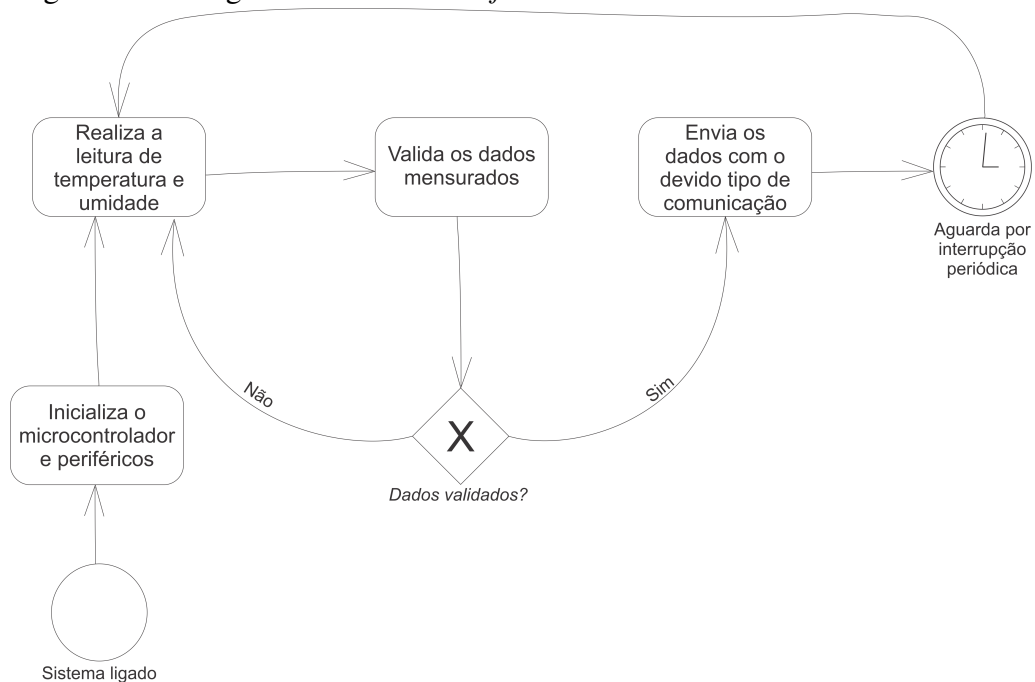 Realiza a
leitura de
temperatura e
umidade
Valida os dados
mensurados
Envia os
dados com o
devido tipo de
comunicação
Aguarda por
interrupção
periódica
Não
Sim
Inicializa o
microcontrolador
e periféricos
X
Dados validados?
Sistema ligado